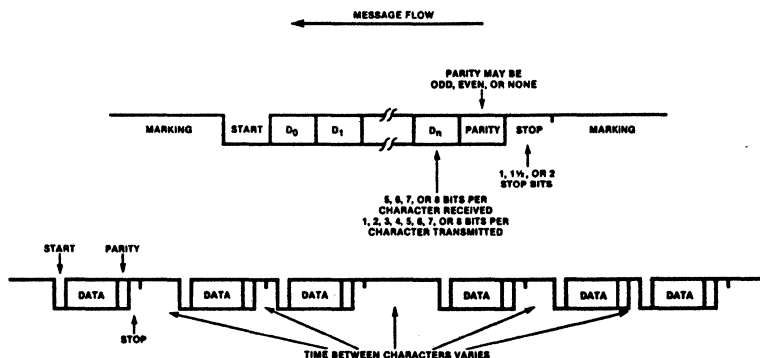 MESSAGE FLOW
PARITY MAY BE
ODD, EVEN, OR NONE
MARKING START D0 D1 Dn PARITY STOP MARKING
1, 1½, OR 2
STOP BITS
5, 6, 7, OR 8 BITS PER
CHARACTER RECEIVED
1, 2, 3, 4, 5, 6, 7, OR 8 BITS PER
CHARACTER TRANSMITTED
START PARITY
DATA DATA DATA DATA DATA DATA
STOP
TIME BETWEEN CHARACTERS VARIES